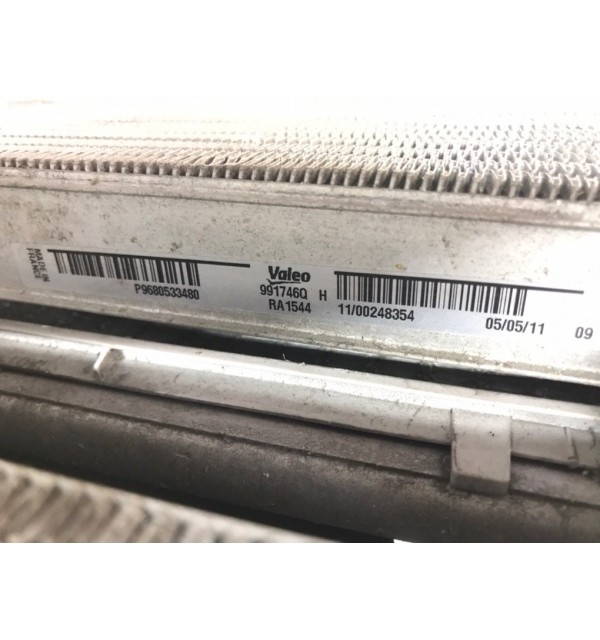 MADE IN
FRANCE
P9680533480
Valeo
991746Q H
RA1544
11/00248354
05/05/11 09